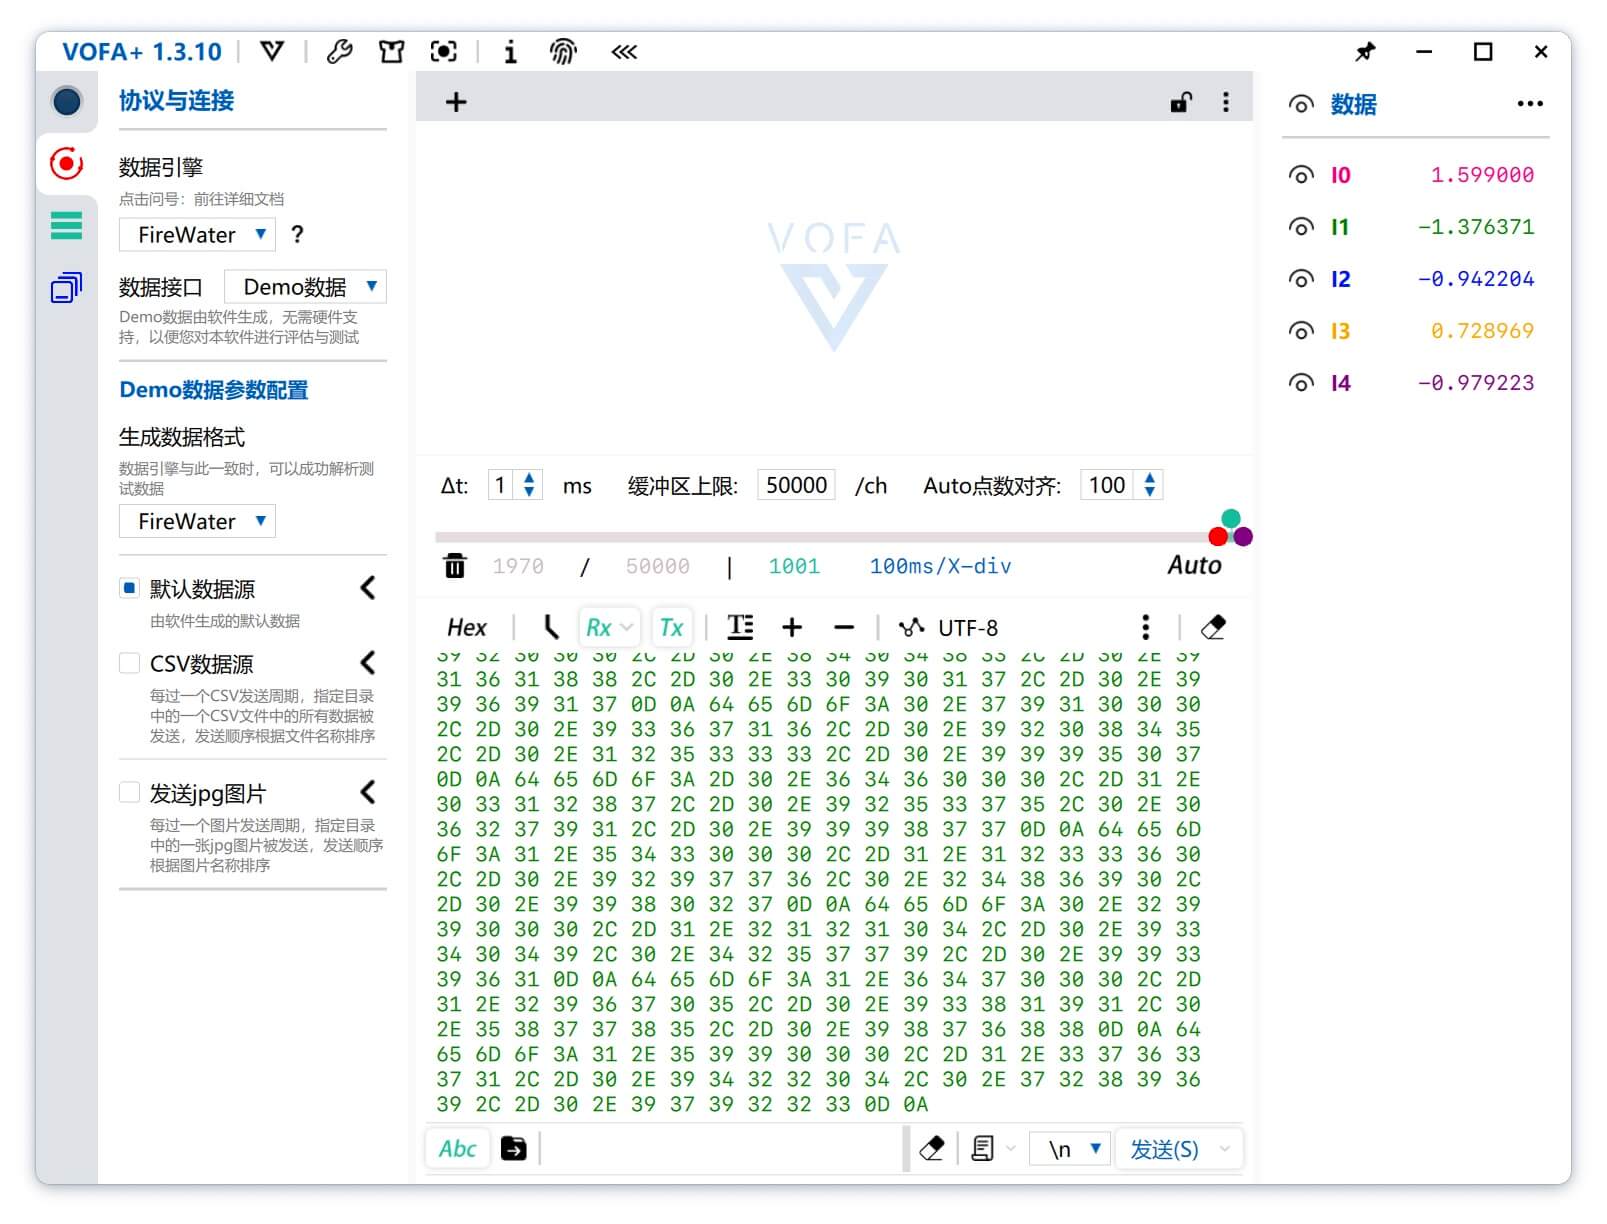 VOFA+ 1.3.10
协议与连接
数据引擎
点击问号：前往详细文档
FireWater ?
数据接口 Demo数据
Demo数据由软件生成，无需硬件支
持，以便您对本软件进行评估与测试
Demo数据参数配置
生成数据格式
数据引擎与此一致时，可以成功解析测
试数据
FireWater
默认数据源
由软件生成的默认数据
CSV数据源
每过一个CSV发送周期，指定目录
中的一个CSV文件中的所有数据被
发送，发送顺序根据文件名称排序
发送jpg图片
每过一个图片发送周期，指定目录
中的一张jpg图片被发送，发送顺序
根据图片名称排序
VOFA
Δt: 1 ms 缓冲区上限: 50000 /ch Auto点数对齐: 100
1970 / 50000 | 1001 100ms/X-div Auto
Hex Rx Tx UTF-8
39 32 30 30 30 2C 2D 30 2E 38 34 30 34 38 33 2C 2D 30 2E 39
31 36 31 38 38 2C 2D 30 2E 33 30 39 30 31 37 2C 2D 30 2E 39
39 36 39 31 37 0D 0A 64 65 6D 6F 3A 30 2E 37 39 31 30 30 30
2C 2D 30 2E 39 33 36 37 31 36 2C 2D 30 2E 39 32 30 38 34 35
2C 2D 30 2E 31 32 35 33 33 33 2C 2D 30 2E 39 39 39 35 30 37
0D 0A 64 65 6D 6F 3A 2D 30 2E 36 34 36 30 30 30 2C 2D 31 2E
30 33 31 32 38 37 2C 2D 30 2E 39 32 35 33 37 35 2C 30 2E 30
36 32 37 39 31 2C 2D 30 2E 39 39 39 38 37 37 0D 0A 64 65 6D
6F 3A 31 2E 35 34 33 30 30 30 2C 2D 31 2E 31 32 33 33 36 30
2C 2D 30 2E 39 32 39 37 37 36 2C 30 2E 32 34 38 36 39 30 2C
2D 30 2E 39 39 38 30 32 37 0D 0A 64 65 6D 6F 3A 30 2E 32 39
39 30 30 30 2C 2D 31 2E 32 31 32 31 30 34 2C 2D 30 2E 39 33
34 30 34 39 2C 30 2E 34 32 35 37 37 39 2C 2D 30 2E 39 39 33
39 36 31 0D 0A 64 65 6D 6F 3A 31 2E 36 34 37 30 30 30 2C 2D
31 2E 32 39 36 37 30 35 2C 2D 30 2E 39 33 38 31 39 31 2C 30
2E 35 38 37 37 38 35 2C 2D 30 2E 39 38 37 36 38 38 0D 0A 64
65 6D 6F 3A 31 2E 35 39 39 30 30 30 2C 2D 31 2E 33 37 36 33
37 31 2C 2D 30 2E 39 34 32 32 30 34 2C 30 2E 37 32 38 39 36
39 2C 2D 30 2E 39 37 39 32 32 33 0D 0A
Abc \n 发送(S)
数据
I0 1.599000
I1 -1.376371
I2 -0.942204
I3 0.728969
I4 -0.979223